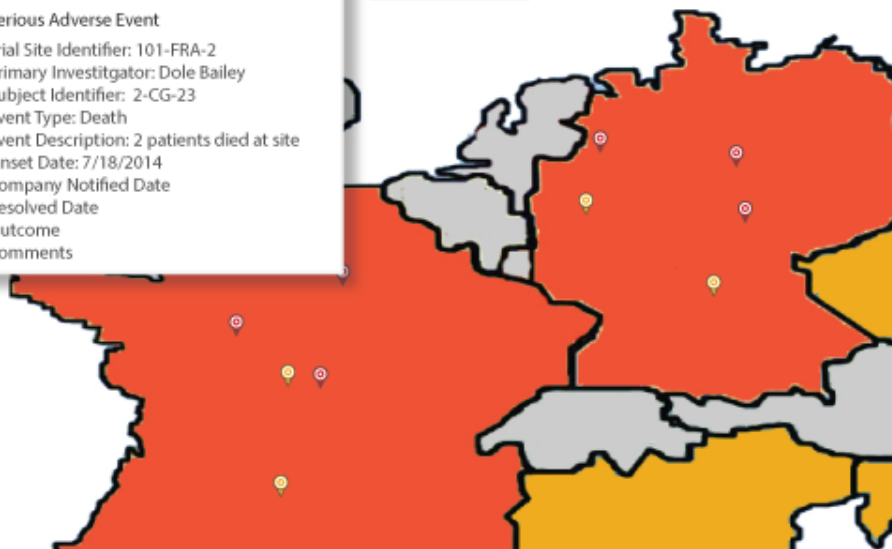 erious Adverse Event
rial Site Identifier: 101-FRA-2
rimary Investitgator: Dole Bailey
ubject Identifier: 2-CG-23
vent Type: Death
vent Description: 2 patients died at site
nset Date: 7/18/2014
ompany Notified Date
esolved Date
utcome
omments